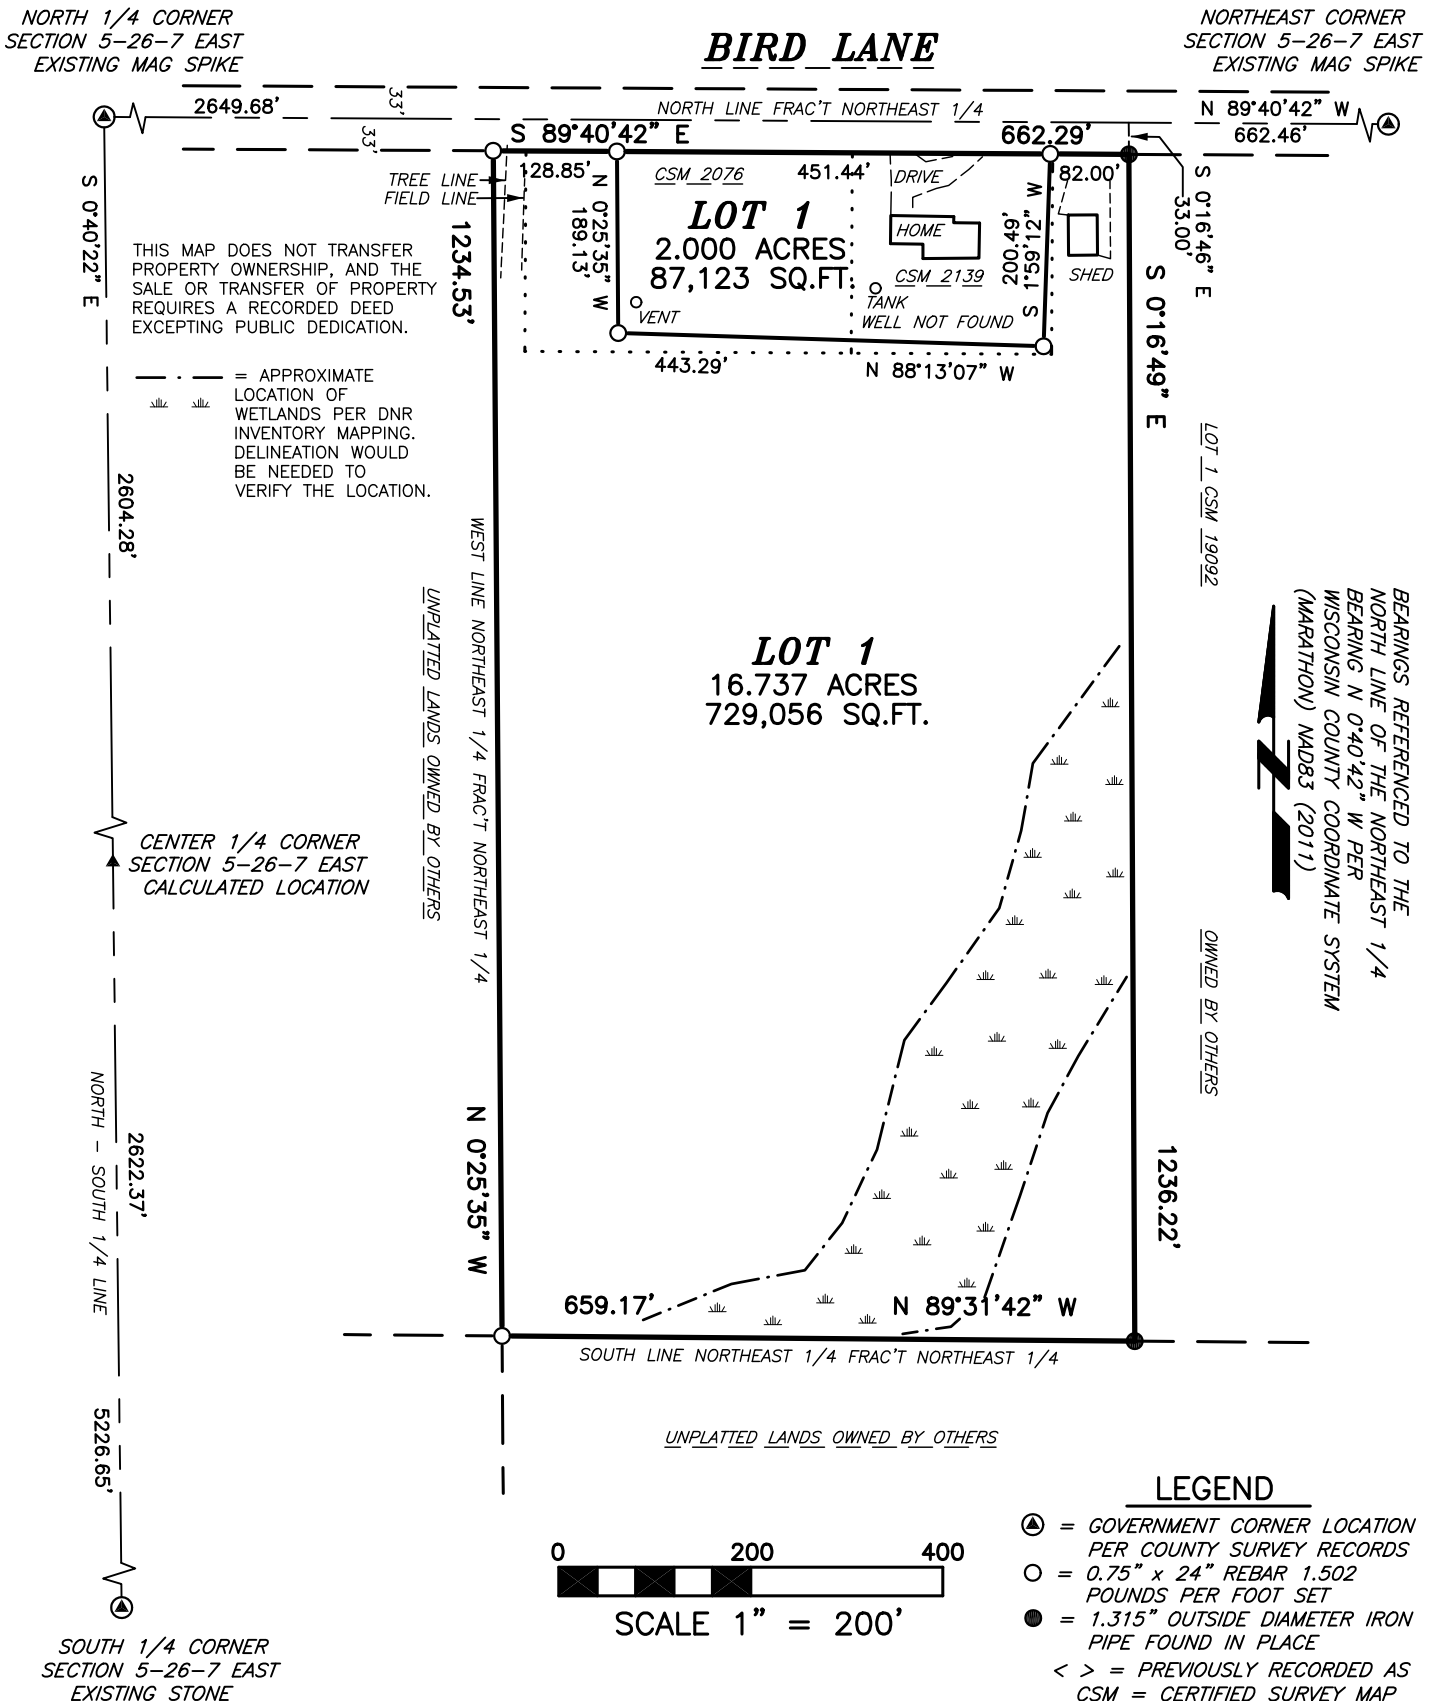 NORTH 1/4 CORNER
SECTION 5-26-7 EAST
EXISTING MAG SPIKE
BIRD LANE
NORTHEAST CORNER
SECTION 5-26-7 EAST
EXISTING MAG SPIKE
2649.68'
33'
33'
NORTH LINE FRAC'T NORTHEAST 1/4
N 89°40'42" W
662.46'
S 89°40'42" E
662.29'
TREE LINE
FIELD LINE
128.85'
CSM 2076
451.44'
DRIVE
82.00'
33.00'
S 0°16'46" E
S 0°40'22" E
1234.53'
N 0°25'35" W
189.13'
LOT 1
2.000 ACRES
87,123 SQ.FT.
HOME
CSM 2139
S 1°59'12" W
200.49'
SHED
VENT
TANK
WELL NOT FOUND
443.29'
N 88°13'07" W
S 0°16'49" E
THIS MAP DOES NOT TRANSFER
PROPERTY OWNERSHIP, AND THE
SALE OR TRANSFER OF PROPERTY
REQUIRES A RECORDED DEED
EXCEPTING PUBLIC DEDICATION.
= APPROXIMATE
LOCATION OF
WETLANDS PER DNR
INVENTORY MAPPING.
DELINEATION WOULD
BE NEEDED TO
VERIFY THE LOCATION.
2604.28'
LOT 1 CSM 19092
WEST LINE NORTHEAST 1/4 FRAC'T NORTHEAST 1/4
UNPLATTED LANDS OWNED BY OTHERS
LOT 1
16.737 ACRES
729,056 SQ.FT.
BEARINGS REFERENCED TO THE
NORTH LINE OF THE NORTHEAST 1/4
BEARING N 0°40'42" W PER
WISCONSIN COUNTY COORDINATE SYSTEM
(MARATHON) NAD83 (2011)
N
CENTER 1/4 CORNER
SECTION 5-26-7 EAST
CALCULATED LOCATION
OWNED BY OTHERS
NORTH - SOUTH 1/4 LINE
2622.37'
N 0°25'35" W
1236.22'
659.17'
N 89°31'42" W
SOUTH LINE NORTHEAST 1/4 FRAC'T NORTHEAST 1/4
5226.65'
UNPLATTED LANDS OWNED BY OTHERS
0 200 400
SCALE 1" = 200'
LEGEND
= GOVERNMENT CORNER LOCATION
PER COUNTY SURVEY RECORDS
= 0.75" x 24" REBAR 1.502
POUNDS PER FOOT SET
= 1.315" OUTSIDE DIAMETER IRON
PIPE FOUND IN PLACE
< > = PREVIOUSLY RECORDED AS
CSM = CERTIFIED SURVEY MAP
SOUTH 1/4 CORNER
SECTION 5-26-7 EAST
EXISTING STONE